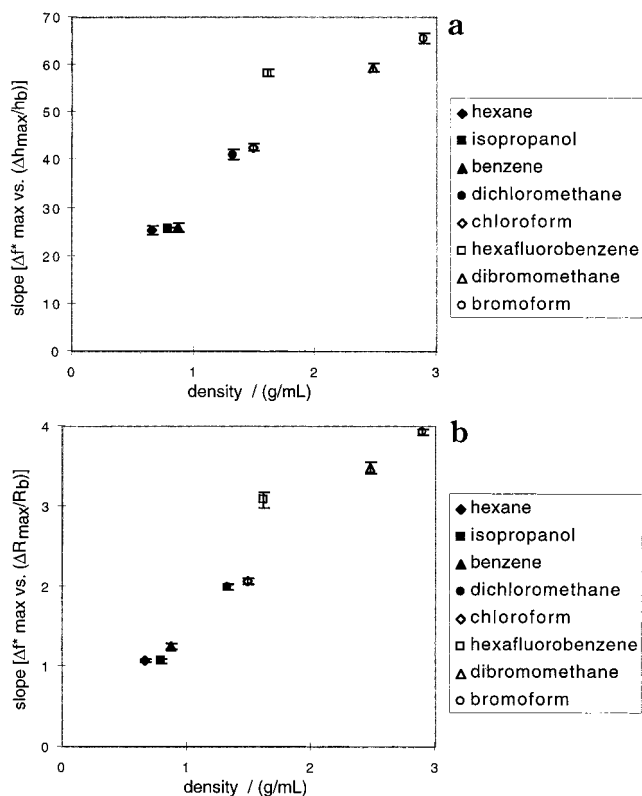 a
70
60
50
40
30
20
10
0
slope [Δf* max vs. (Δhmax/hb)]
0 1 2 3
density / (g/mL)
hexane
isopropanol
benzene
dichloromethane
chloroform
hexafluorobenzene
dibromomethane
bromoform
b
4
3
2
1
0
slope [Δf* max vs. (ΔRmax/Rb)]
0 1 2 3
density / (g/mL)
hexane
isopropanol
benzene
dichloromethane
chloroform
hexafluorobenzene
dibromomethane
bromoform